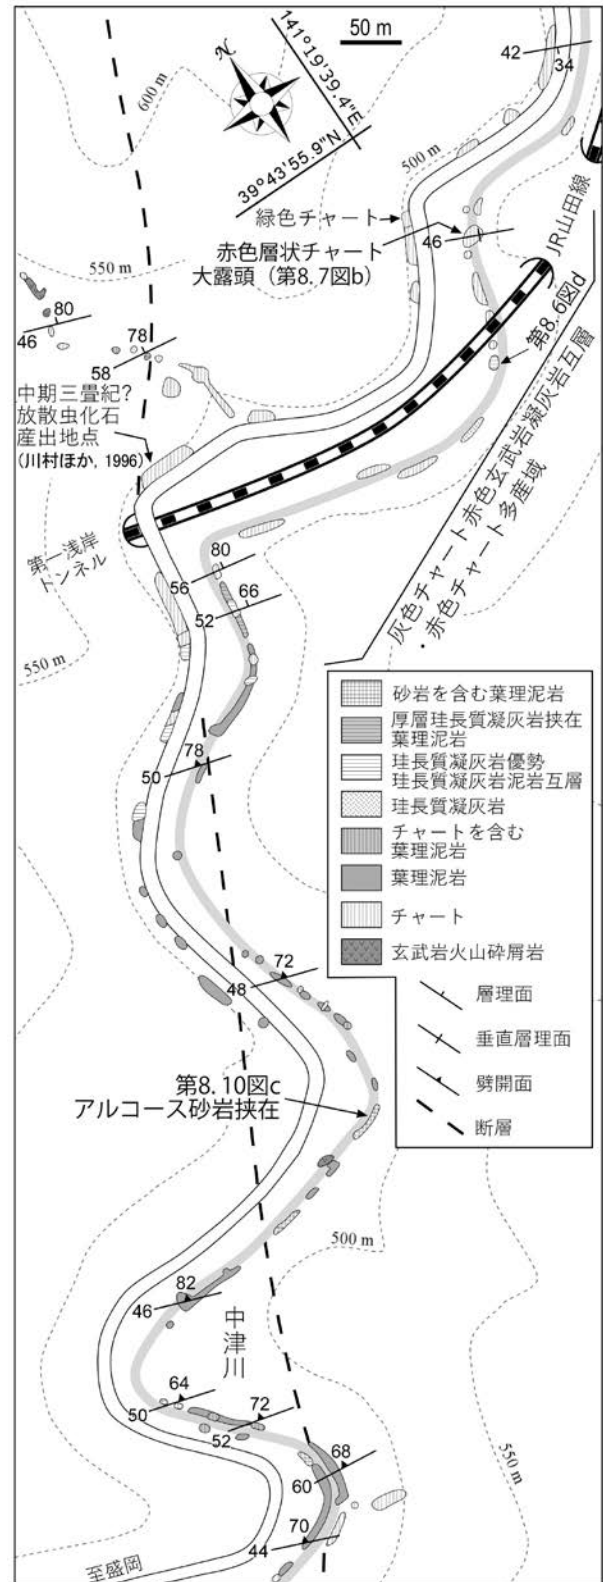 50 m
N
141°19'39.4"E
39°43'55.9"N
600 m
42
34
500 m
緑色チャート
赤色層状チャート
大露頭（第8.7図b）
46
JR山田線
550 m
80
46
78
58
第8.6図d
中期三畳紀?
放散虫化石
産出地点
(川村ほか, 1996)
灰色チャート赤色玄武岩凝灰岩互層
・赤色チャート多産域
第一浅岸
トンネル
80
56
66
52
550 m
砂岩を含む葉理泥岩
厚層珪長質凝灰岩挟在
葉理泥岩
珪長質凝灰岩優勢
珪長質凝灰岩泥岩互層
珪長質凝灰岩
チャートを含む
葉理泥岩
葉理泥岩
チャート
玄武岩火山砕屑岩
層理面
垂直層理面
劈開面
断層
78
50
72
48
第8.10図c
アルコース砂岩挟在
500 m
82
46
中津川
64
50
72
52
68
60
550 m
70
44
至盛岡